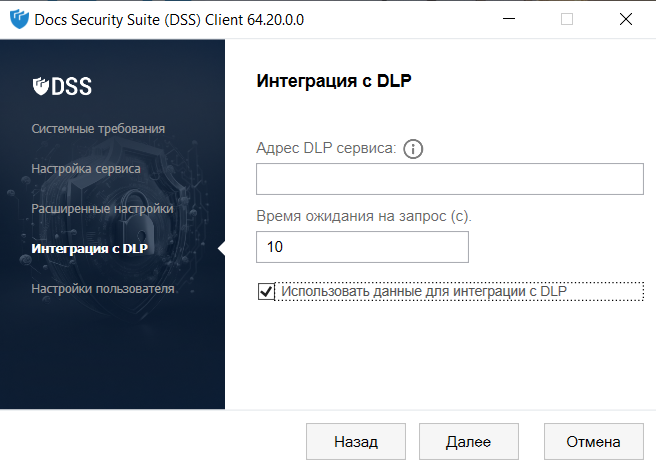 Docs Security Suite (DSS) Client 64.20.0.0
DSS
Системные требования
Настройка сервиса
Расширенные настройки
Интеграция с DLP
Настройки пользователя
Интеграция с DLP
Адрес DLP сервиса:
Время ожидания на запрос (с).
10
Использовать данные для интеграции с DLP
Назад
Далее
Отмена